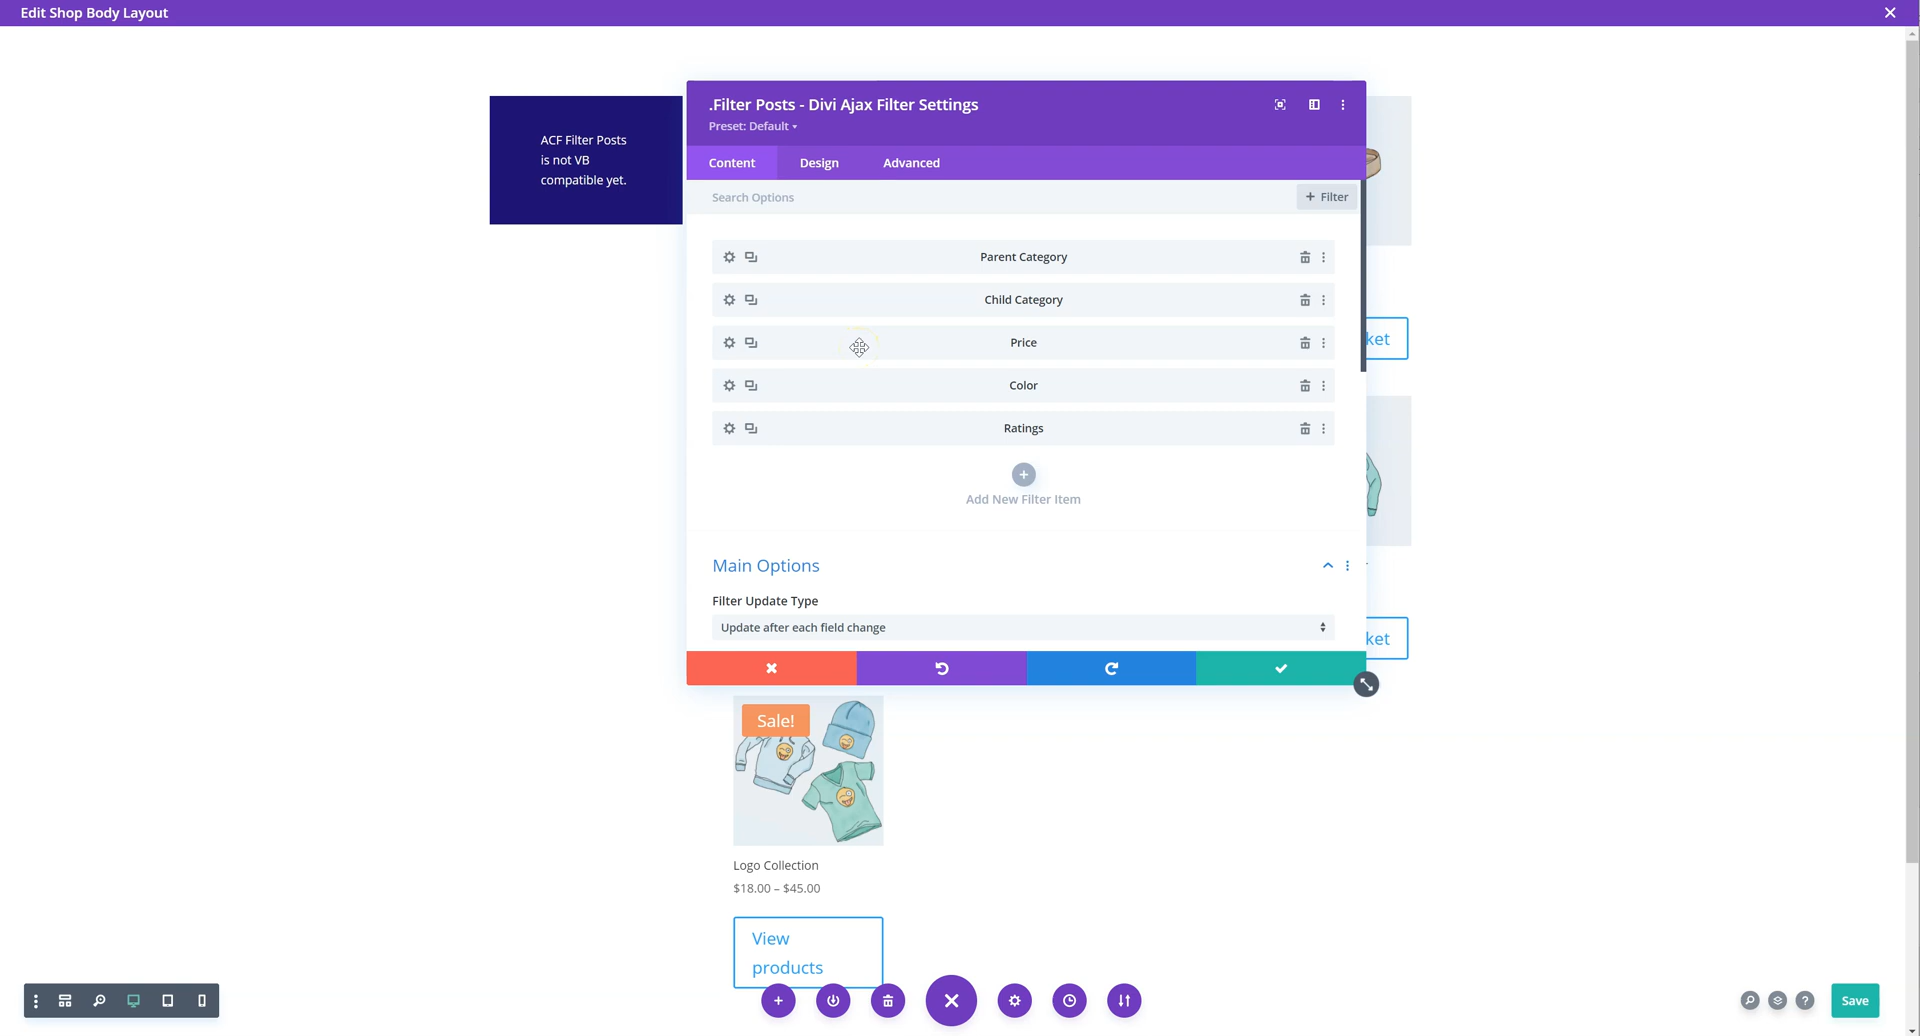 Edit Shop Body Layout
ACF Filter Posts
is not VB
compatible yet.
.Filter Posts - Divi Ajax Filter Settings
Preset: Default
Content
Design
Advanced
Search Options
+ Filter
Parent Category
Child Category
Price
Color
Ratings
Add New Filter Item
Main Options
Filter Update Type
Update after each field change
ket
ket
Sale!
Logo Collection
$18.00 – $45.00
View
products
?
Save